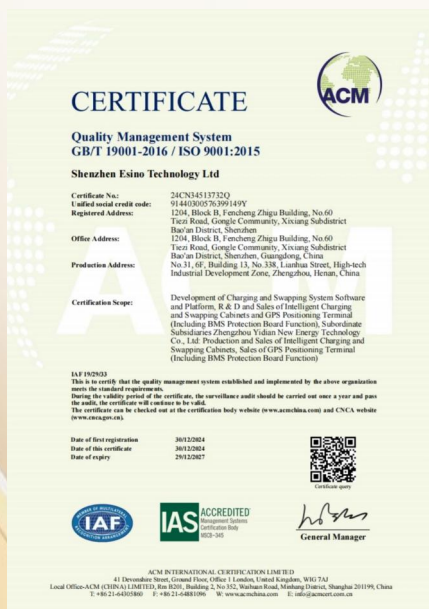 ACM
CERTIFICATE
Quality Management System
GB/T 19001-2016 / ISO 9001:2015
Shenzhen Esino Technology Ltd
Certificate No.: 24CN34513732Q
Unified social credit code: 91440300576399149Y
Registered Address: 1204, Block B, Fencheng Zhigu Building, No.60
Tiezi Road, Gongle Community, Xixiang Subdistrict
Bao'an District, Shenzhen
Office Address: 1204, Block B, Fencheng Zhigu Building, No.60
Tiezi Road, Gongle Community, Xixiang Subdistrict
Bao'an District, Shenzhen, Guangdong, China
Production Address: No.31, 6F, Building 13, No.338, Lianhua Street, High-tech
Industrial Development Zone, Zhengzhou, Henan, China
Certification Scope: Development of Charging and Swapping System Software
and Platform, R & D and Sales of Intelligent Charging
and Swapping Cabinets and GPS Positioning Terminal
(Including BMS Protection Board Function), Subordinate
Subsidiaries Zhengzhou Yidian New Energy Technology
Co., Ltd: Production and Sales of Intelligent Charging and
Swapping Cabinets, Sales of GPS Positioning Terminal
(Including BMS Protection Board Function)
IAF 19/29/33
This is to certify that the quality management system established and implemented by the above organization
meets the standard requirements.
During the validity period of the certificate, the surveillance audit should be carried out once a year and pass
the audit, the certificate will continue to be valid.
The certificate can be checked out at the certification body website (www.acmchina.com) and CNCA website
(www.cnca.gov.cn).
Date of first registration 30/12/2024
Date of this certificate 30/12/2024
Date of expiry 29/12/2027
Certificate query
MEMBER OF MULTILATERAL
IAF
RECOGNITION ARRANGEMENT
IAS ACCREDITED
Management Systems
Certification Body
MSCB-345
General Manager
ACM INTERNATIONAL CERTIFICATION LIMITED
41 Devonshire Street, Ground Floor, Office 1 London, United Kingdom, W1G 7AJ
Local Office-ACM (CHINA) LIMITED, Rm B201, Building 2, No 352, Waihuan Road, Minhang District, Shanghai 201199, China
T: +86 21-64305860 F: +86 21-64881096 W: www.acmchina.com E: info@acmcert.com.cn